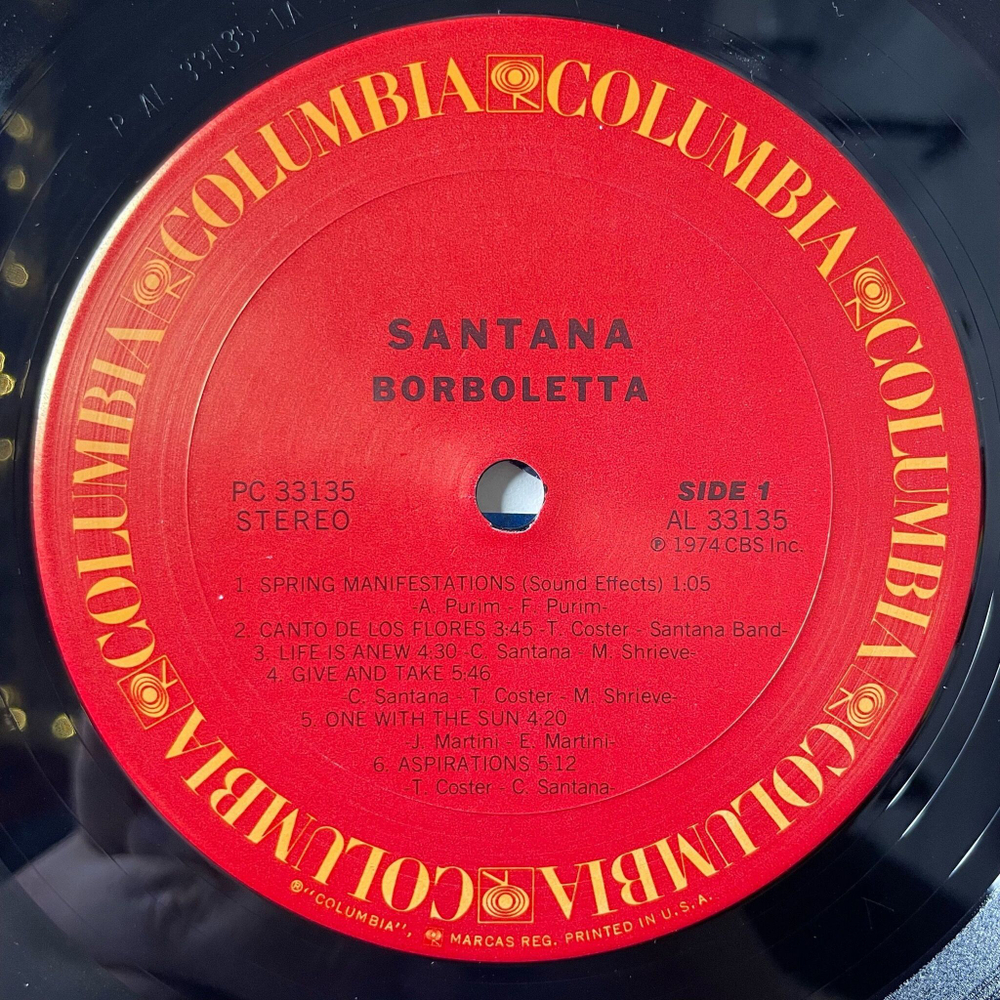 P AL 33135-1A
COLUMBIA COLUMBIA COLUMBIA COLUMBIA COLUMBIA COLUMBIA
SANTANA
BORBOLETTA
PC 33135
STEREO
SIDE 1
AL 33135
℗ 1974 CBS Inc.
1. SPRING MANIFESTATIONS (Sound Effects) 1:05
-A. Purim - F. Purim-
2. CANTO DE LOS FLORES 3:45 -T. Coster - Santana Band-
3. LIFE IS ANEW 4:30 -C. Santana - M. Shrieve-
4. GIVE AND TAKE 5:46
-C. Santana - T. Coster - M. Shrieve-
5. ONE WITH THE SUN 4:20
J. Martini - E. Martini-
6. ASPIRATIONS 5:12
-T. Coster - C. Santana-
®"COLUMBIA", MARCAS REG. PRINTED IN U.S.A.